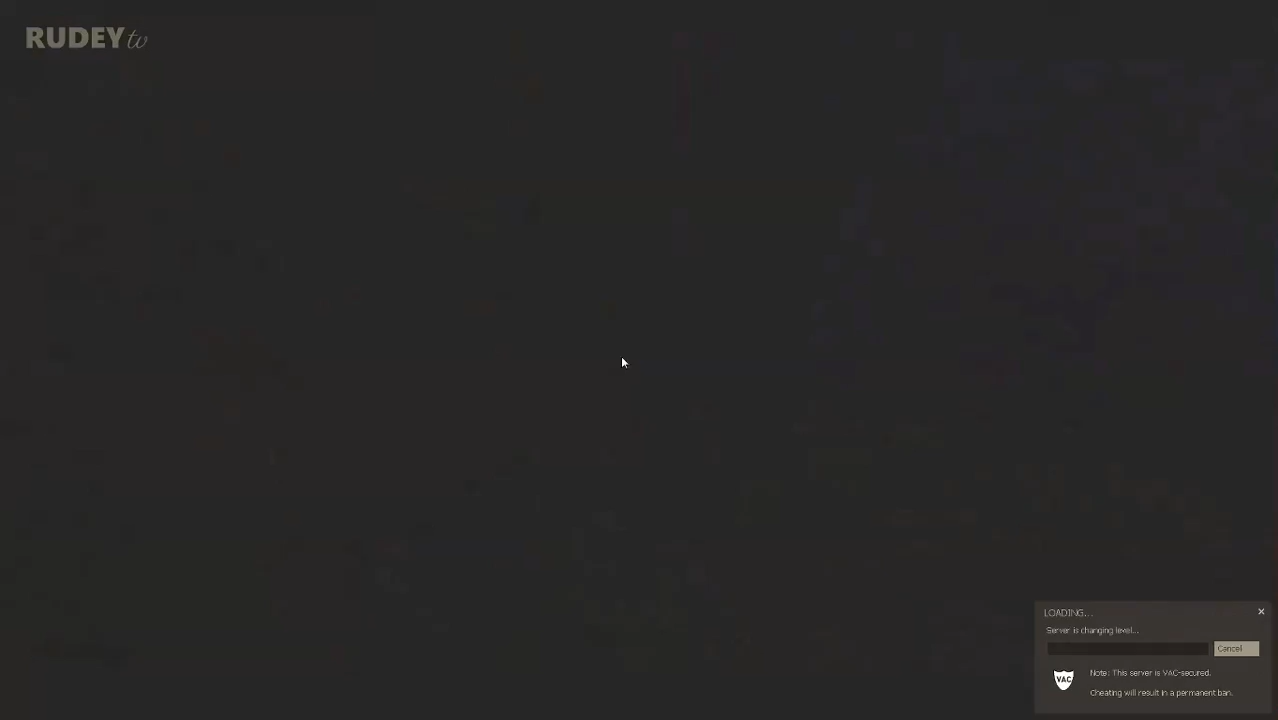 RUDEYtv
LOADING...
Server is changing level...
Cancel
VAC
Note: This server is VAC-secured.
Cheating will result in a permanent ban.